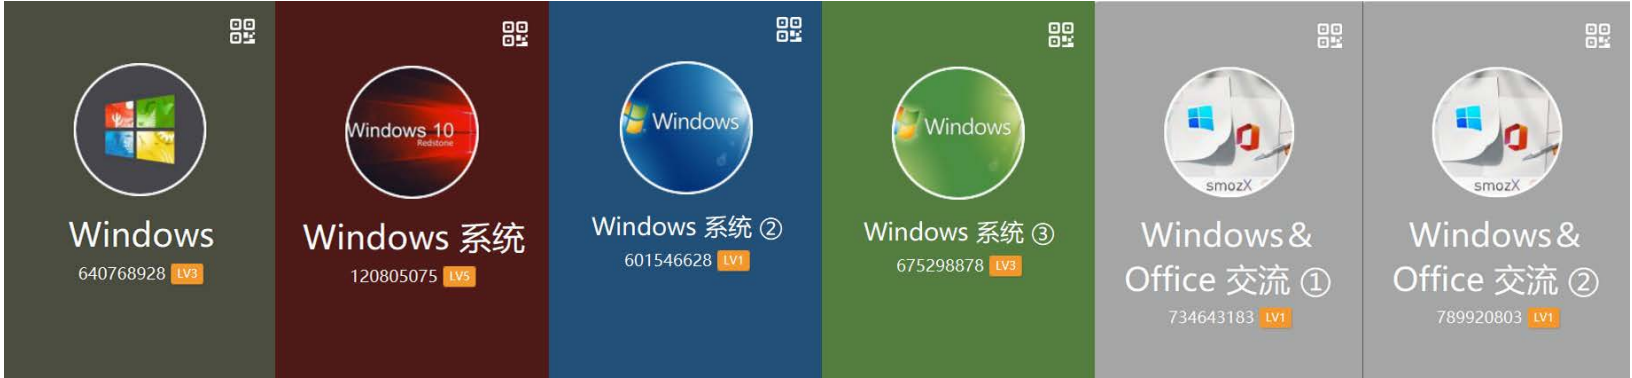 Windows 10
Redstone
Windows
Windows
smozX
smozX
Windows
640768928 LV3
Windows 系统
120805075 LV5
Windows 系统 ②
601546628 LV1
Windows 系统 ③
675298878 LV3
Windows&
Office 交流 ①
734643183 LV1
Windows&
Office 交流 ②
789920803 LV1